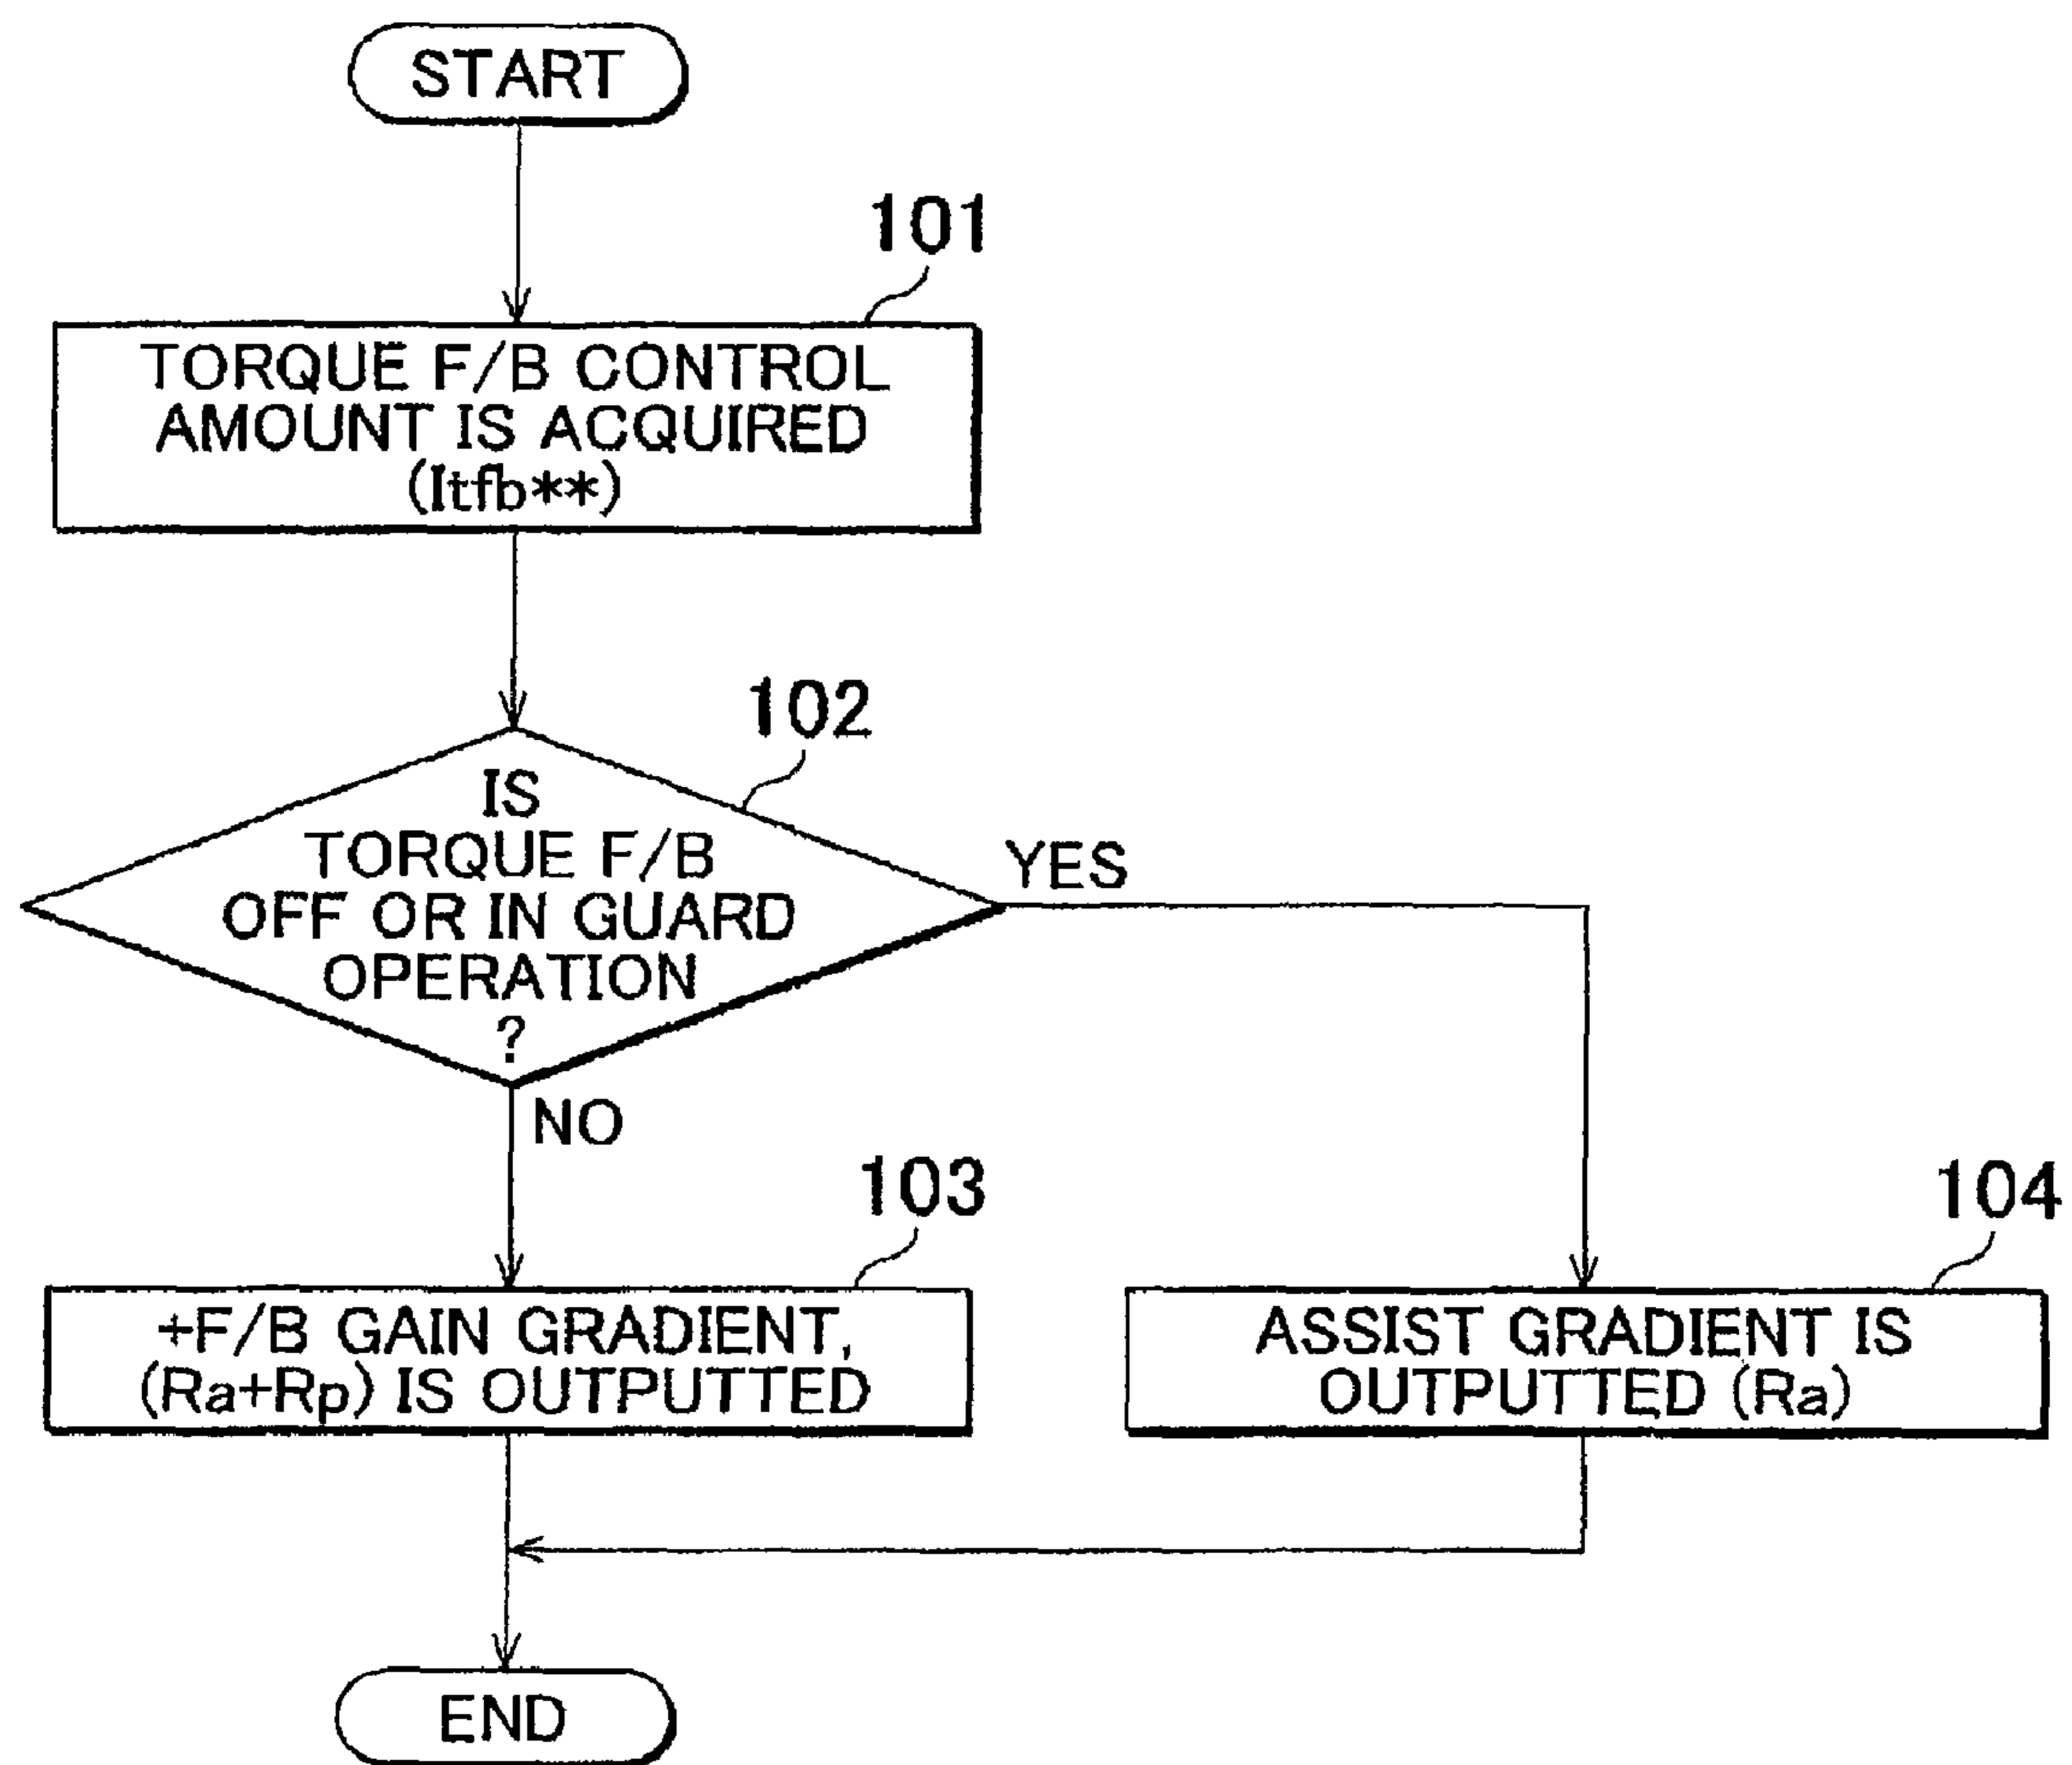 START
101
TORQUE F/B CONTROL
AMOUNT IS ACQUIRED
(Itfb**)
102
IS
TORQUE F/B
OFF OR IN GUARD
OPERATION
?
YES
NO
103
+F/B GAIN GRADIENT,
(Ra+Rp) IS OUTPUTTED
104
ASSIST GRADIENT IS
OUTPUTTED (Ra)
END